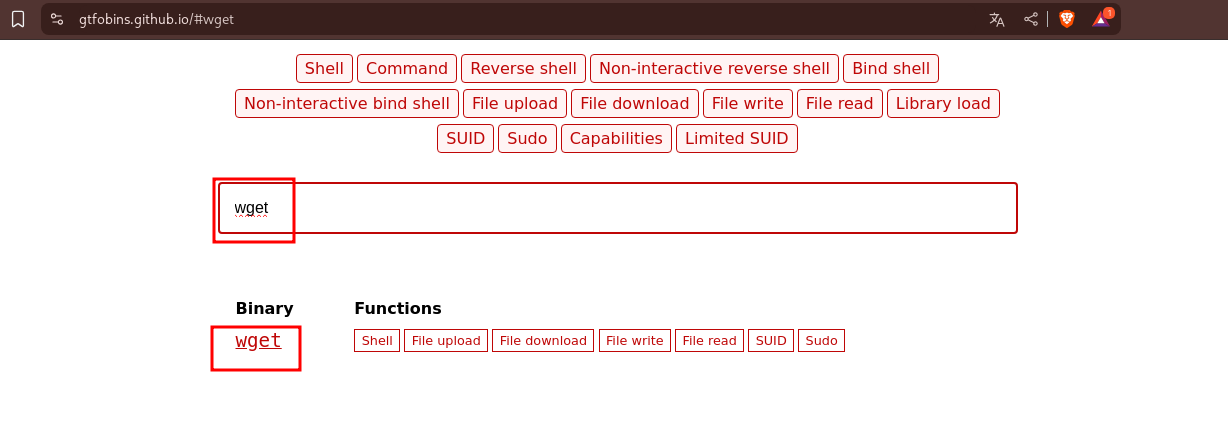 gtfobins.github.io/#wget
1
Shell Command Reverse shell Non-interactive reverse shell Bind shell
Non-interactive bind shell File upload File download File write File read Library load
SUID Sudo Capabilities Limited SUID
wget
Binary Functions
wget Shell File upload File download File write File read SUID Sudo